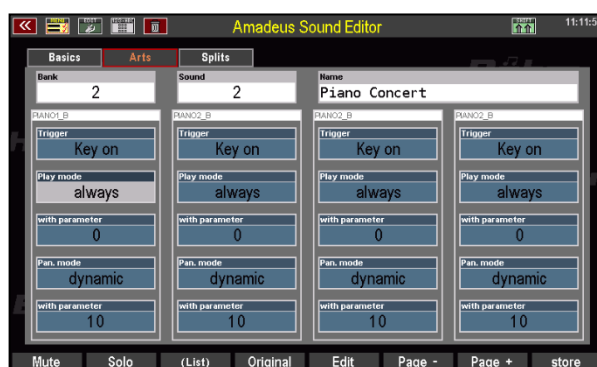 Amadeus Sound Editor
11:11:5
Basics Arts Splits
Bank Sound Name
2 2 Piano Concert
PIANO1_B PIANO2_B PIANO2_B PIANO2_B
Trigger Trigger Trigger Trigger
Key on Key on Key on Key on
Play mode Play mode Play mode Play mode
always always always always
with parameter with parameter with parameter with parameter
0 0 0 0
Pan. mode Pan. mode Pan. mode Pan. mode
dynamic dynamic dynamic dynamic
with parameter with parameter with parameter with parameter
10 10 10 10
Mute Solo (List) Original Edit Page - Page + store